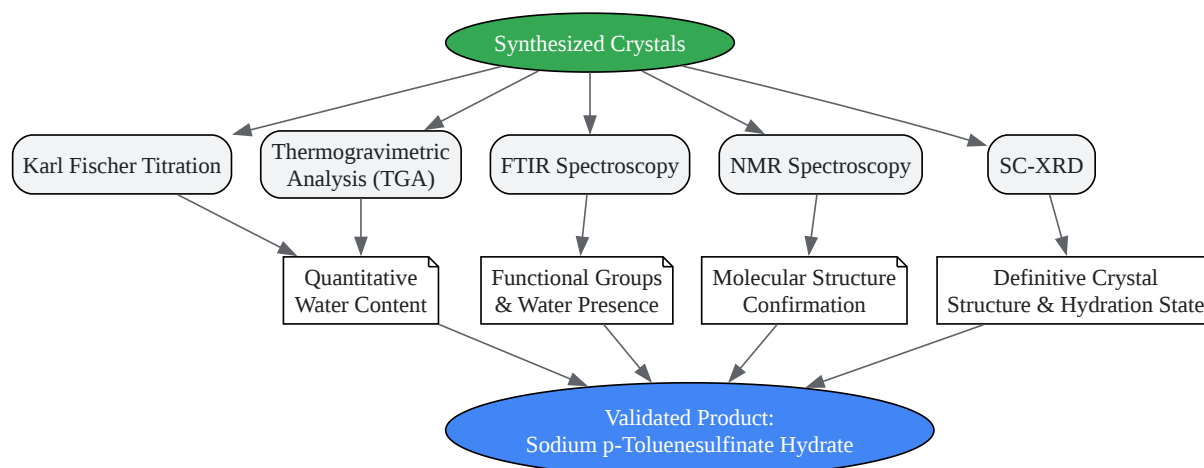 Synthesized Crystals
Karl Fischer Titration
Thermogravimetric
Analysis (TGA)
FTIR Spectroscopy
NMR Spectroscopy
SC-XRD
Quantitative
Water Content
Functional Groups
& Water Presence
Molecular Structure
Confirmation
Definitive Crystal
Structure & Hydration State
Validated Product:
Sodium p-Toluenesulfinate Hydrate